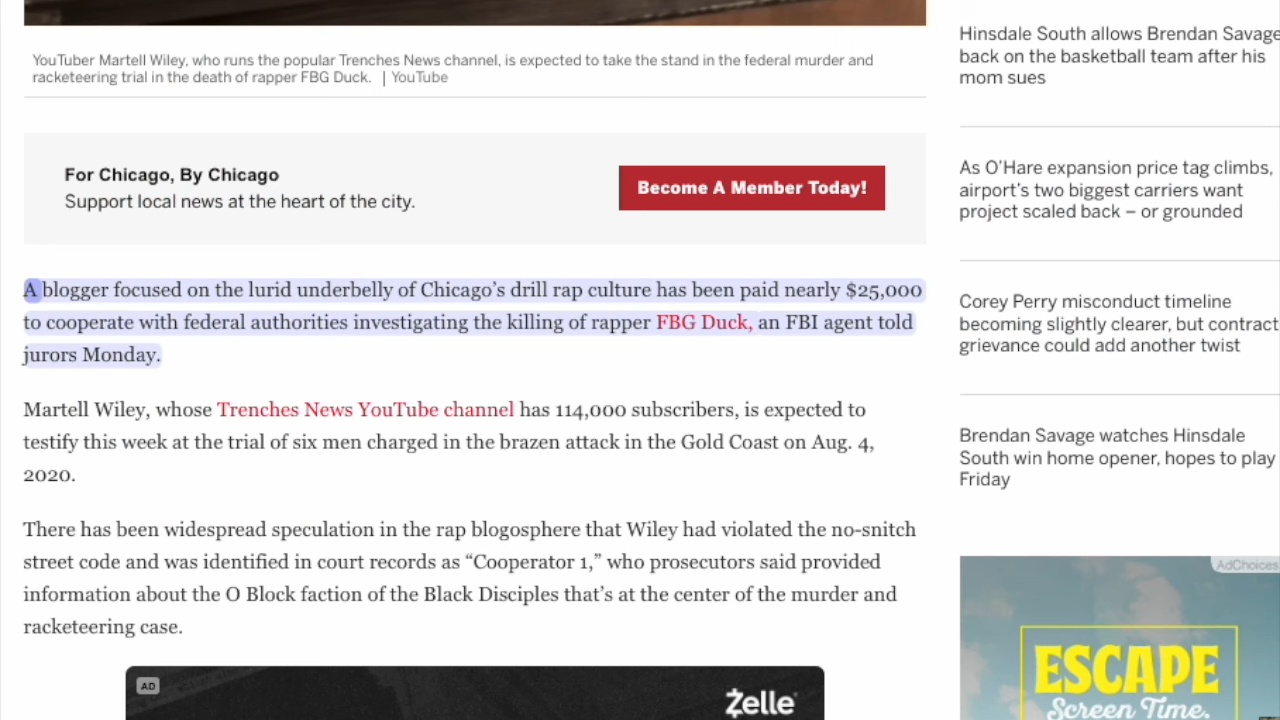 YouTuber Martell Wiley, who runs the popular Trenches News channel, is expected to take the stand in the federal murder and
racketeering trial in the death of rapper FBG Duck. | YouTube
For Chicago, By Chicago
Support local news at the heart of the city.
Become A Member Today!
A blogger focused on the lurid underbelly of Chicago’s drill rap culture has been paid nearly $25,000
to cooperate with federal authorities investigating the killing of rapper FBG Duck, an FBI agent told
jurors Monday.
Martell Wiley, whose Trenches News YouTube channel has 114,000 subscribers, is expected to
testify this week at the trial of six men charged in the brazen attack in the Gold Coast on Aug. 4,
2020.
There has been widespread speculation in the rap blogosphere that Wiley had violated the no-snitch
street code and was identified in court records as “Cooperator 1,” who prosecutors said provided
information about the O Block faction of the Black Disciples that’s at the center of the murder and
racketeering case.
AD
Zelle
Hinsdale South allows Brendan Savage
back on the basketball team after his
mom sues
As O’Hare expansion price tag climbs,
airport’s two biggest carriers want
project scaled back – or grounded
Corey Perry misconduct timeline
becoming slightly clearer, but contract
grievance could add another twist
Brendan Savage watches Hinsdale
South win home opener, hopes to play
Friday
AdChoices
ESCAPE
Screen Time.